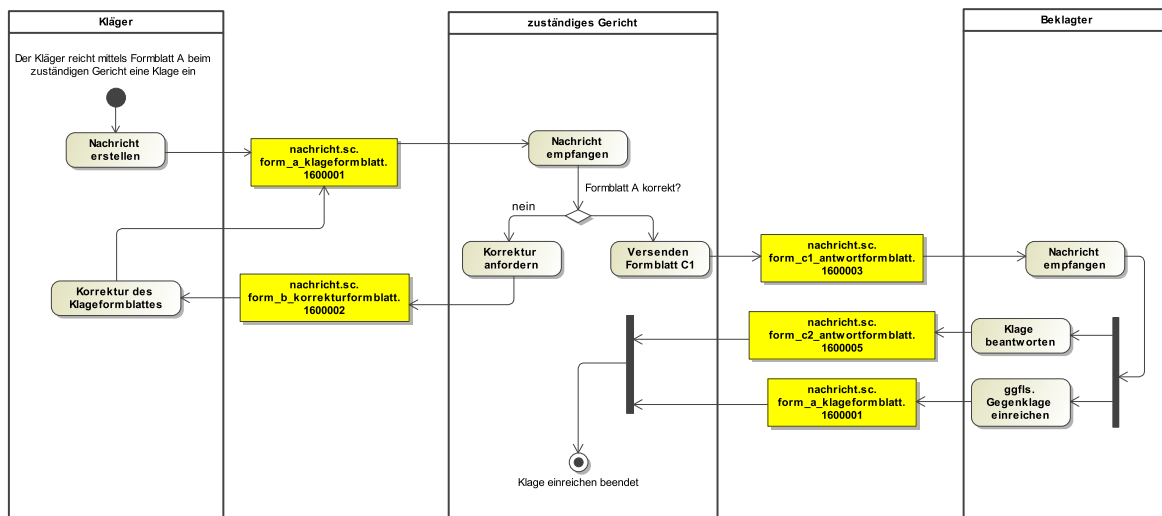 Kläger
zuständiges Gericht
Beklagter
Der Kläger reicht mittels Formblatt A beim
zuständigen Gericht eine Klage ein
Nachricht
erstellen
nachricht.sc.
form_a_klageformblatt.
1600001
Nachricht
empfangen
Formblatt A korrekt?
nein
Korrektur
anfordern
Versenden
Formblatt C1
nachricht.sc.
form_c1_antwortformblatt.
1600003
Nachricht
empfangen
Korrektur des
Klageformblattes
nachricht.sc.
form_b_korrekturformblatt.
1600002
nachricht.sc.
form_c2_antwortformblatt.
1600005
Klage
beantworten
nachricht.sc.
form_a_klageformblatt.
1600001
ggfls.
Gegenklage
einreichen
Klage einreichen beendet